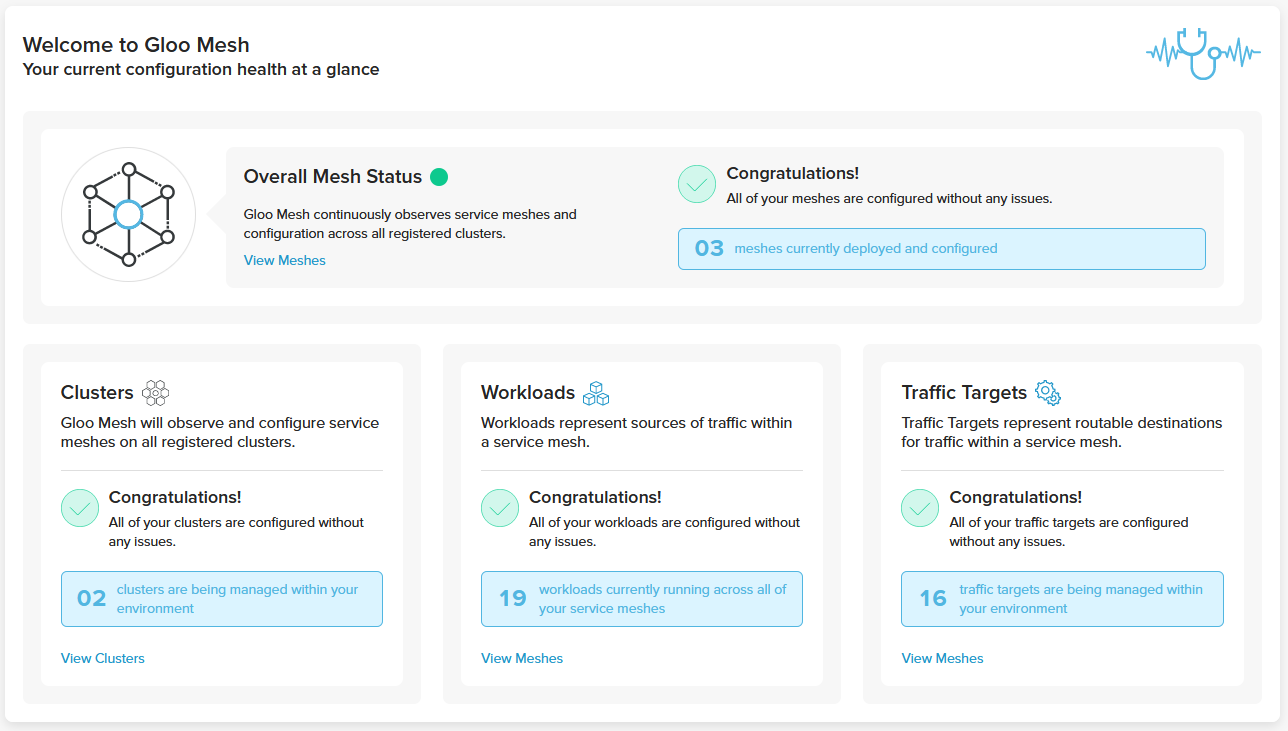 Welcome to Gloo Mesh
Your current configuration health at a glance
Overall Mesh Status
Gloo Mesh continuously observes service meshes and
configuration across all registered clusters.
View Meshes
Congratulations!
All of your meshes are configured without any issues.
03 meshes currently deployed and configured
Clusters
Gloo Mesh will observe and configure service
meshes on all registered clusters.
Congratulations!
All of your clusters are configured without
any issues.
02 clusters are being managed within your
environment
View Clusters
Workloads
Workloads represent sources of traffic within
a service mesh.
Congratulations!
All of your workloads are configured without
any issues.
19 workloads currently running across all of
your service meshes
View Meshes
Traffic Targets
Traffic Targets represent routable destinations
for traffic within a service mesh.
Congratulations!
All of your traffic targets are configured
without any issues.
16 traffic targets are being managed within
your environment
View Meshes